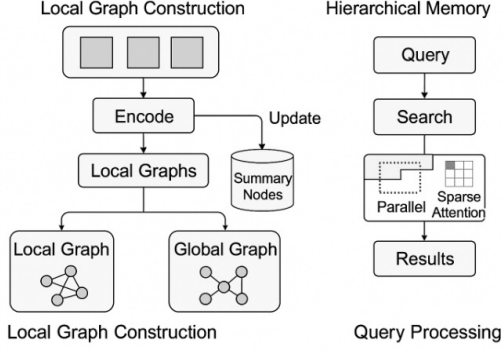 Local Graph Construction
Encode
Update
Local Graphs
Summary
Nodes
Local Graph
Global Graph
Local Graph Construction
Hierarchical Memory
Query
Search
Parallel
Sparse
Attention
Results
Query Processing